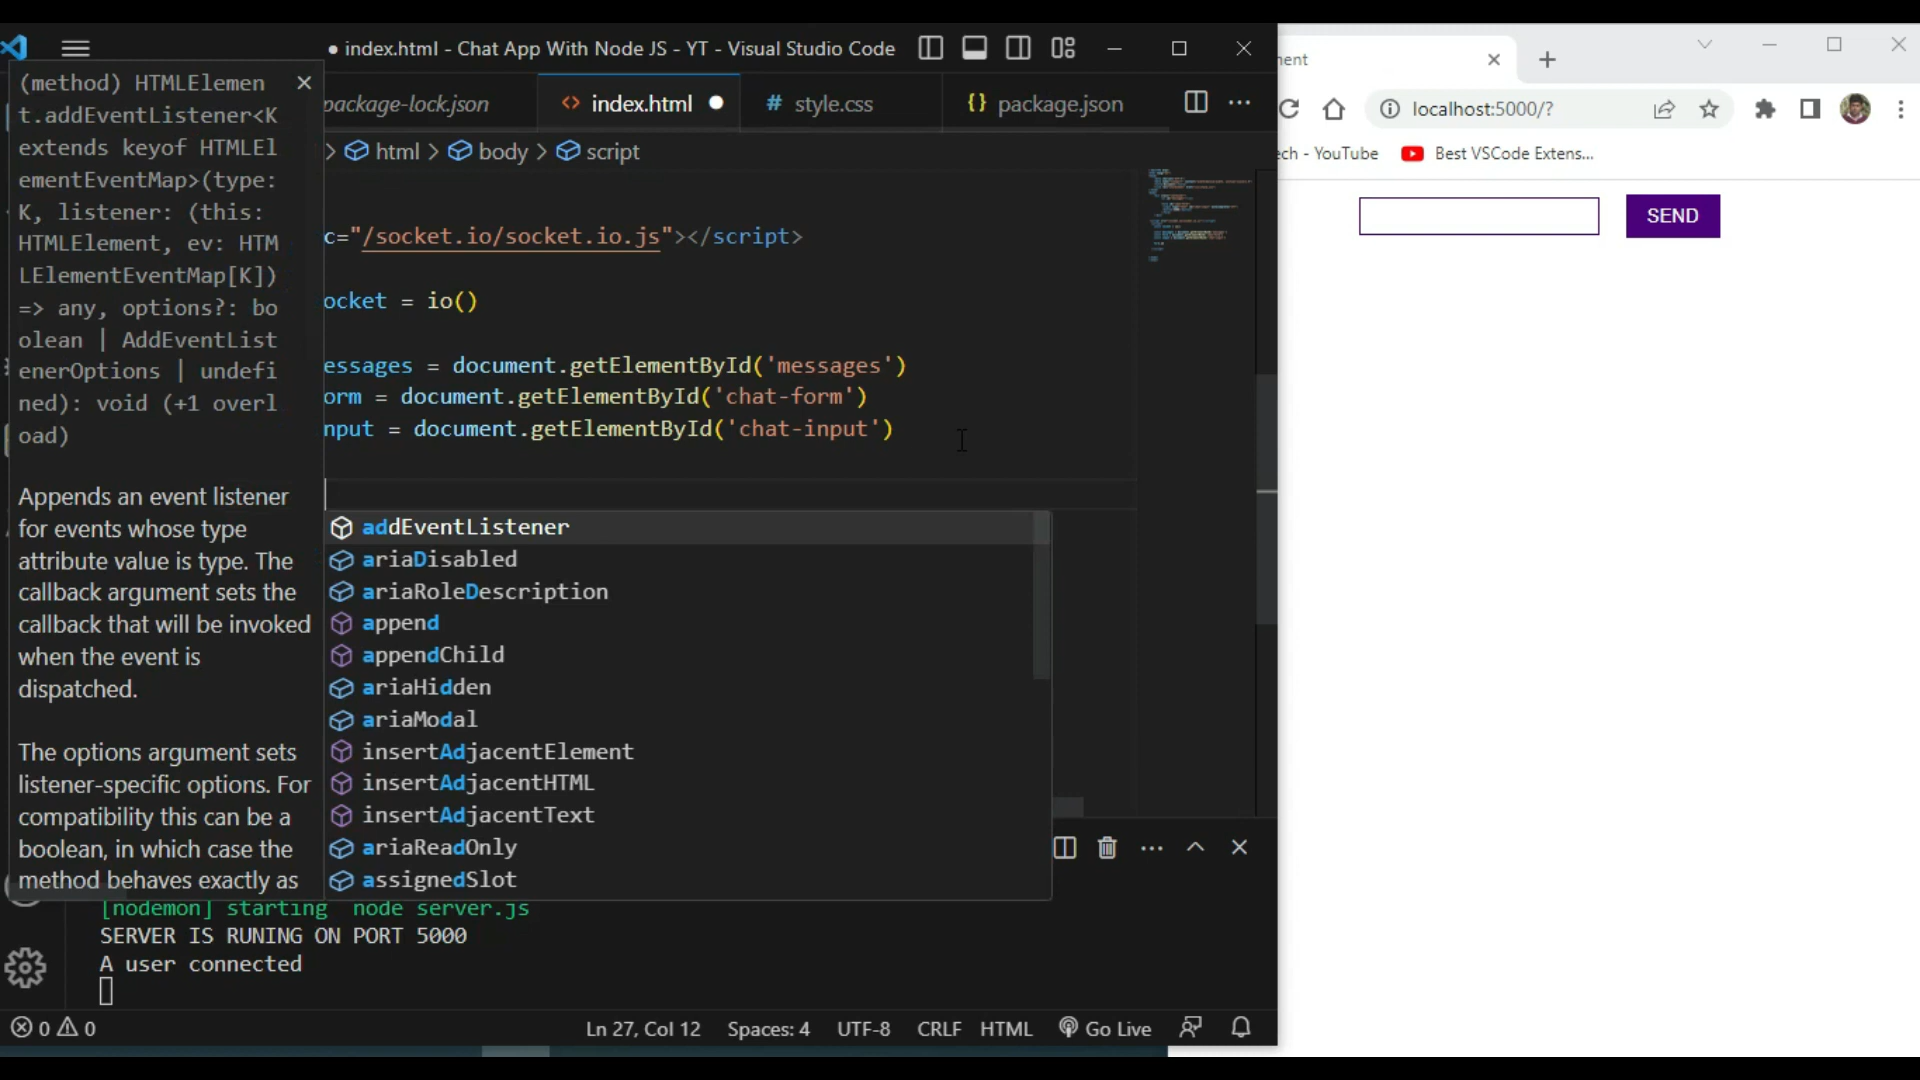 index.html - Chat App With Node JS - YT - Visual Studio Code
(method) HTMLElemen
t.addEventListener<K
extends keyof HTMLEl
ementEventMap>(type:
K, listener: (this:
HTMLElement, ev: HTM
LElementEventMap[K])
=> any, options?: bo
olean | AddEventList
enerOptions | undefi
ned): void (+1 overl
oad)
Appends an event listener
for events whose type
attribute value is type. The
callback argument sets the
callback that will be invoked
when the event is
dispatched.
The options argument sets
listener-specific options. For
compatibility this can be a
boolean, in which case the
method behaves exactly as
package-lock.json
index.html
# style.css
{} package.json
> html > body > script
c="/socket.io/socket.io.js"></script>
ocket = io()
essages = document.getElementById('messages')
orm = document.getElementById('chat-form')
nput = document.getElementById('chat-input')
addEventListener
ariaDisabled
ariaRoleDescription
append
appendChild
ariaHidden
ariaModal
insertAdjacentElement
insertAdjacentHTML
insertAdjacentText
ariaReadOnly
assignedSlot
[nodemon] starting node server.js
SERVER IS RUNING ON PORT 5000
A user connected
0 0
Ln 27, Col 12
Spaces: 4
UTF-8
CRLF
HTML
Go Live
nent
localhost:5000/?
ech - YouTube
Best VSCode Extens...
SEND